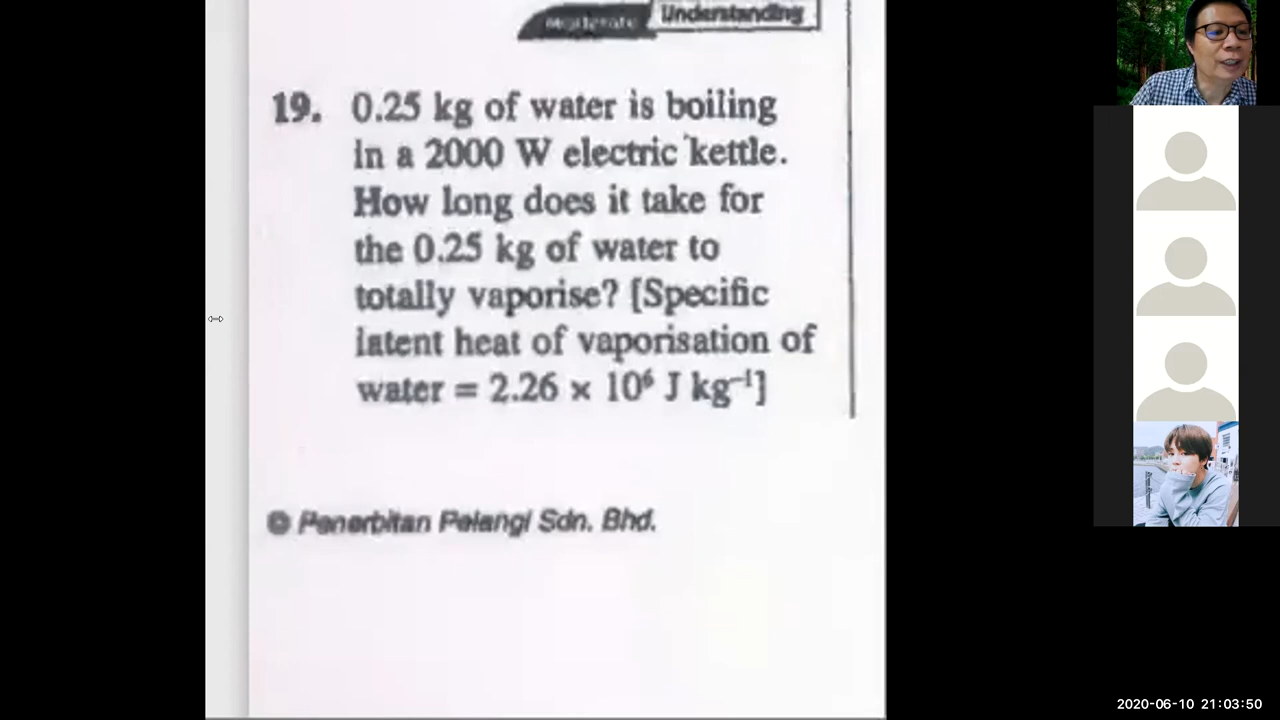 Moderate Understanding
19. 0.25 kg of water is boiling
in a 2000 W electric kettle.
How long does it take for
the 0.25 kg of water to
totally vaporise? [Specific
latent heat of vaporisation of
water = 2.26 × 10⁶ J kg⁻¹]
© Penerbitan Pelangi Sdn. Bhd.
2020-06-10 21:03:50